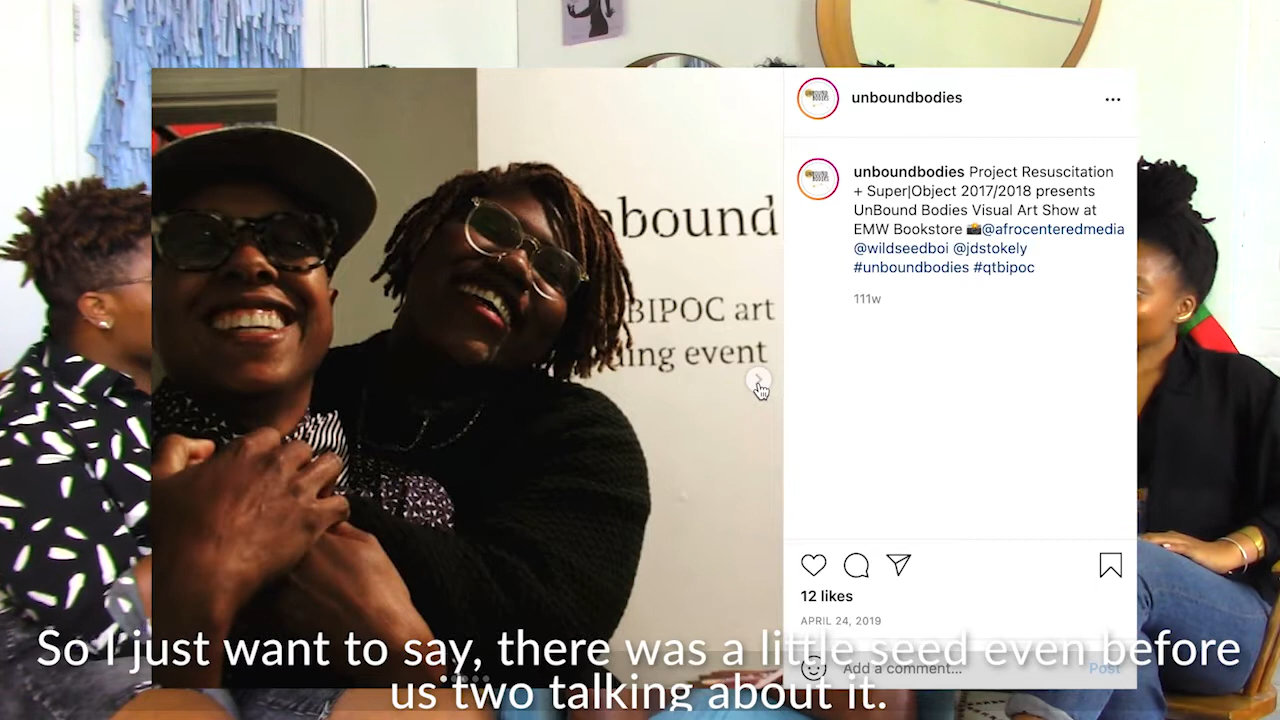 unboundbodies
unboundbodies Project Resuscitation
+ Super|Object 2017/2018 presents
UnBound Bodies Visual Art Show at
EMW Bookstore 📸@afrocenteredmedia
@wildseedboi @jdstokely
#unboundbodies #qtbipoc
111w
nbound
BIPOC art
ing event
12 likes
APRIL 24, 2019
Add a comment...
Post
So I just want to say, there was a little seed even before
us two talking about it.